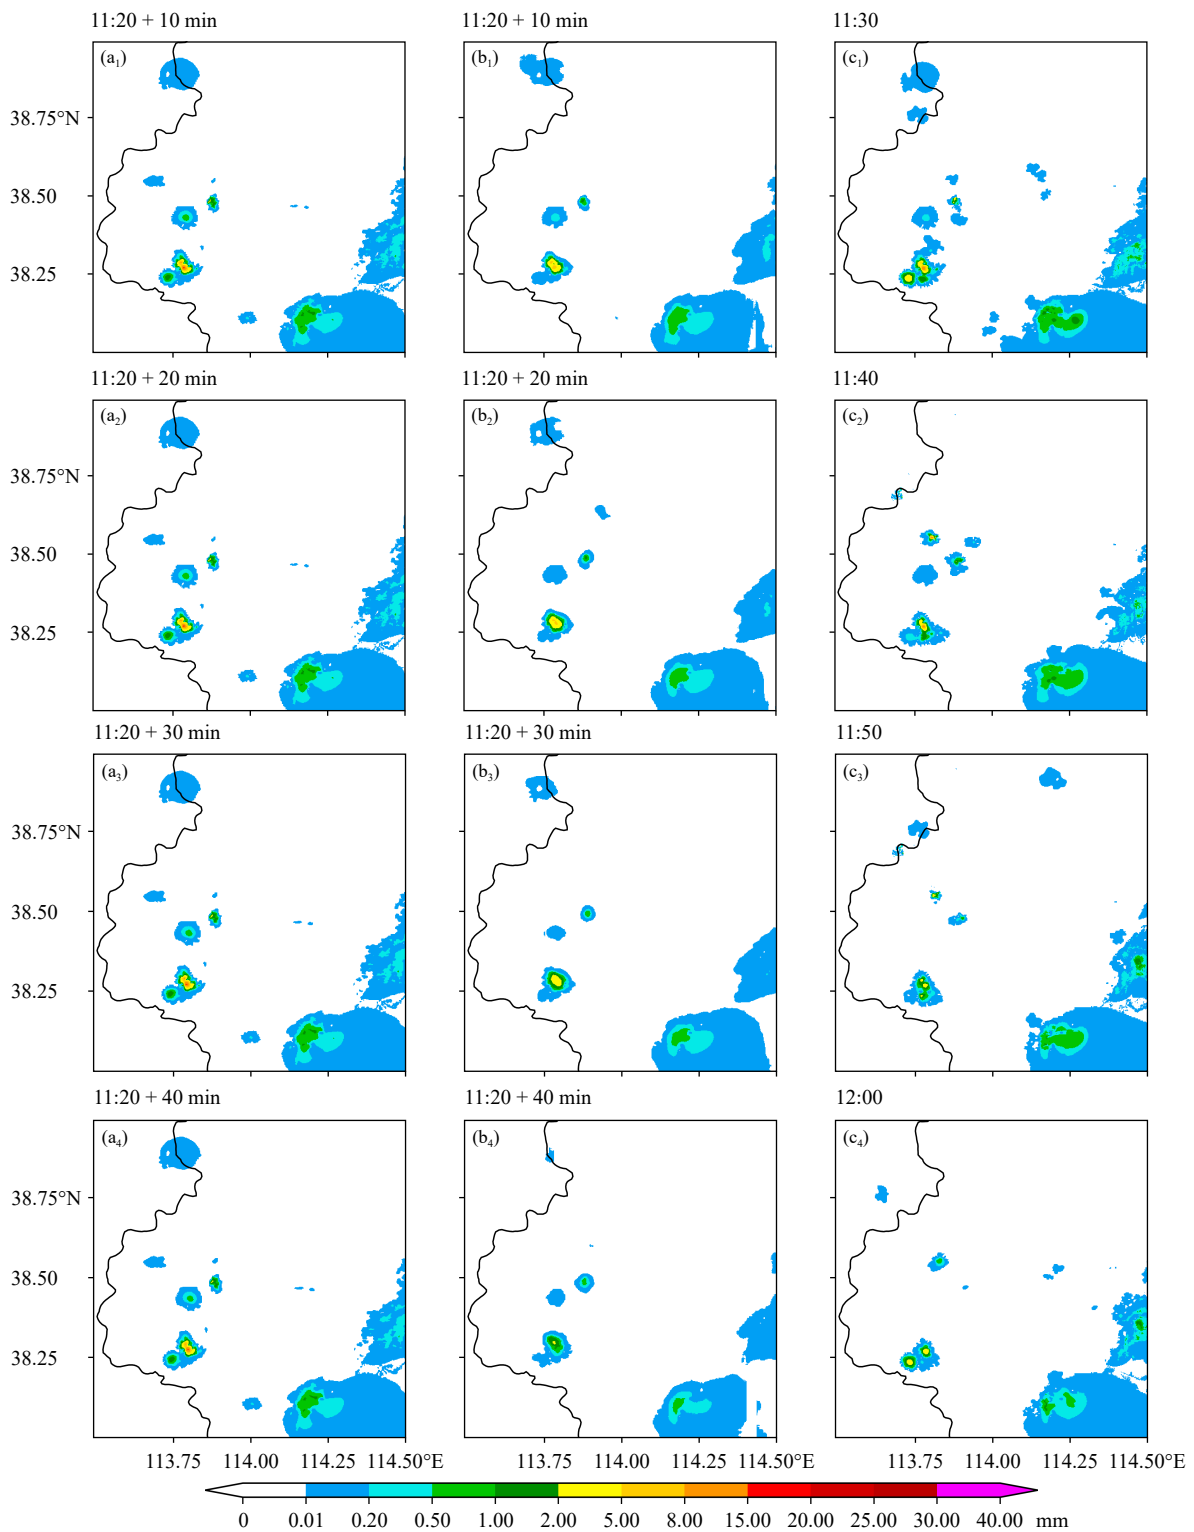 11:20 + 10 min 11:20 + 10 min 11:30
(a₁) (b₁) (c₁)
38.75°N
38.50
38.25
11:20 + 20 min 11:20 + 20 min 11:40
(a₂) (b₂) (c₂)
38.75°N
38.50
38.25
11:20 + 30 min 11:20 + 30 min 11:50
(a₃) (b₃) (c₃)
38.75°N
38.50
38.25
11:20 + 40 min 11:20 + 40 min 12:00
(a₄) (b₄) (c₄)
38.75°N
38.50
38.25
113.75 114.00 114.25 114.50°E 113.75 114.00 114.25 113.75 114.00 114.25 114.50°E
0 0.01 0.20 0.50 1.00 2.00 5.00 8.00 15.00 20.00 25.00 30.00 40.00 mm